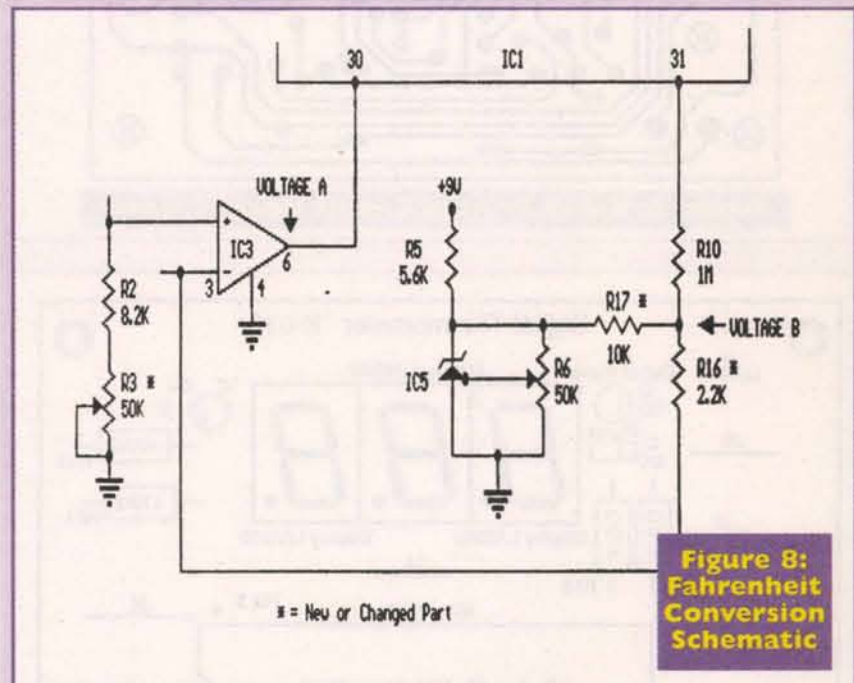 30 IC1 31
VOLTAGE A
+9V
IC3
6
3 4
R2
8.2K
R3 *
50K
R5
5.6K
IC5
R6
50K
R17 *
10K
R10
1M
VOLTAGE B
R16 *
2.2K
* = New or Changed Part
Figure 8:
Fahrenheit
Conversion
Schematic